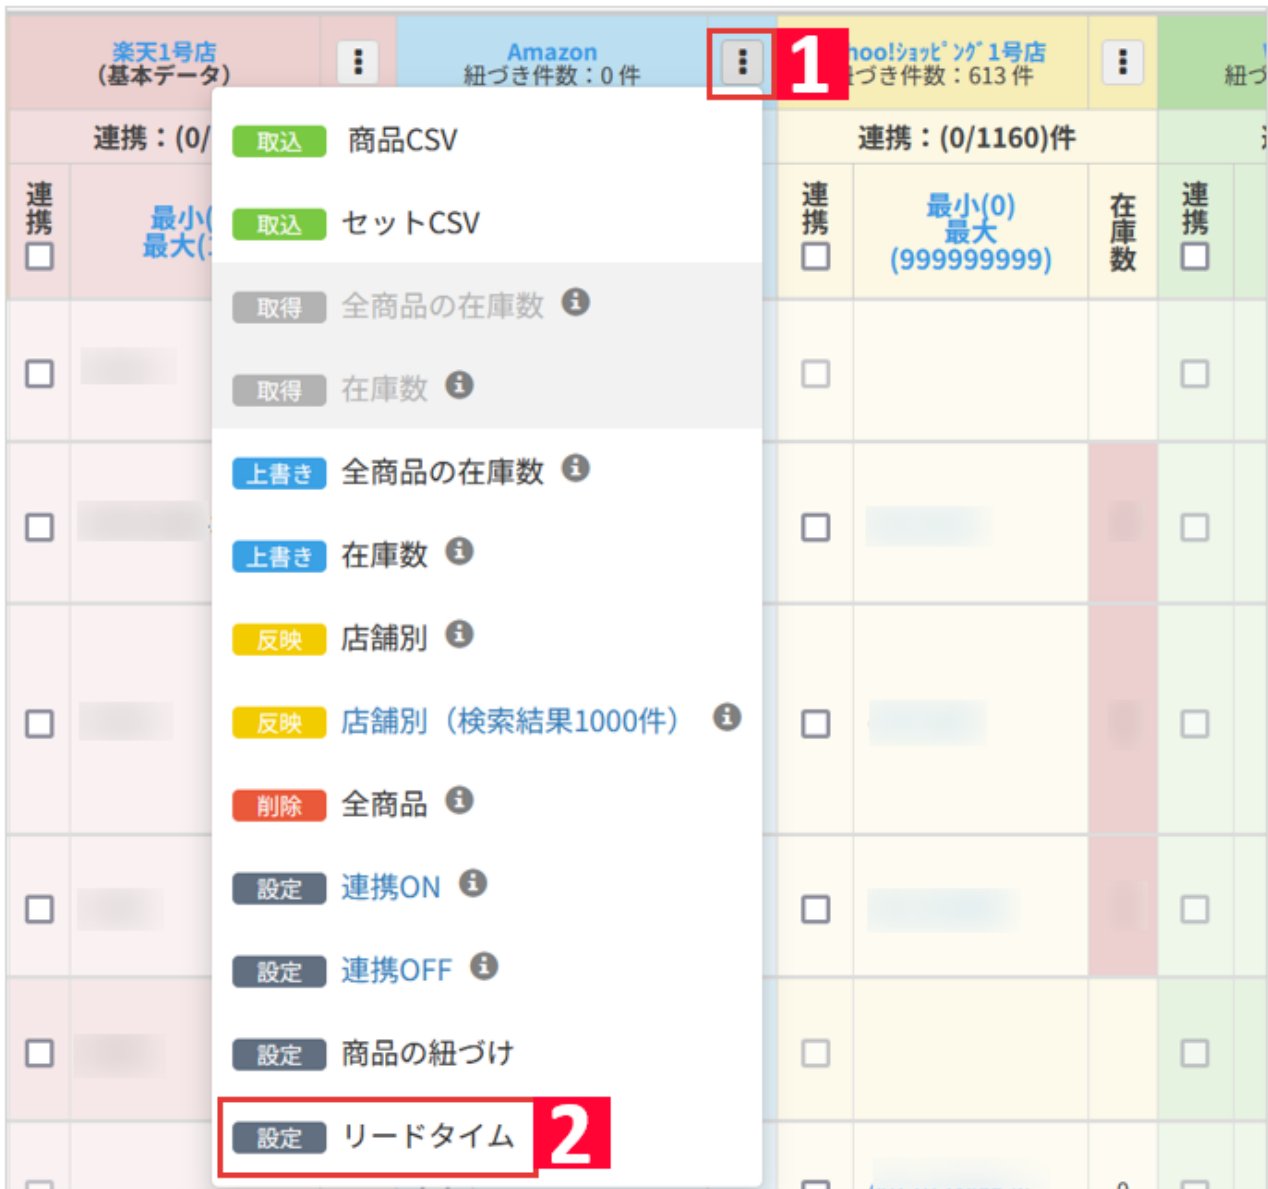 楽天1号店
(基本データ)
Amazon
紐づき件数：0 件
1
hoo!ｼｮｯﾋﾟﾝｸﾞ1号店
づき件数：613 件
紐づ
連携：(0/
連携：(0/1160)件
連携
最小(
最大(
連携
最小(0)
最大
(999999999)
在庫数
連携
取込 商品CSV
取込 セットCSV
取得 全商品の在庫数
取得 在庫数
上書き 全商品の在庫数
上書き 在庫数
反映 店舗別
反映 店舗別（検索結果1000件）
削除 全商品
設定 連携ON
設定 連携OFF
設定 商品の紐づけ
設定 リードタイム
2